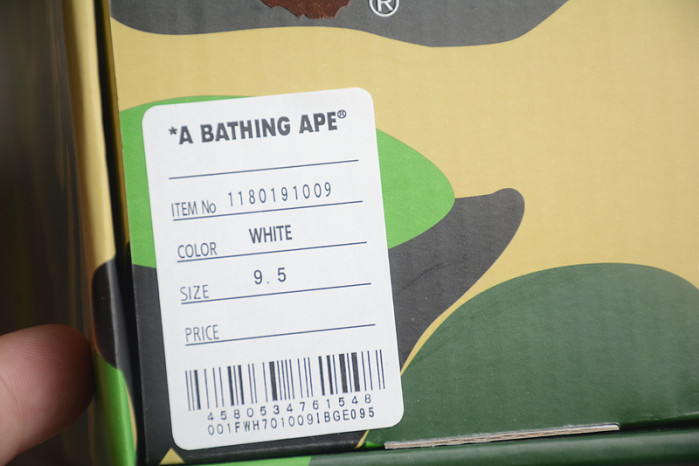 ®
*A BATHING APE®
ITEM No 1180191009
COLOR WHITE
SIZE 9.5
PRICE
4580534761548
001FWH701009IBGE095